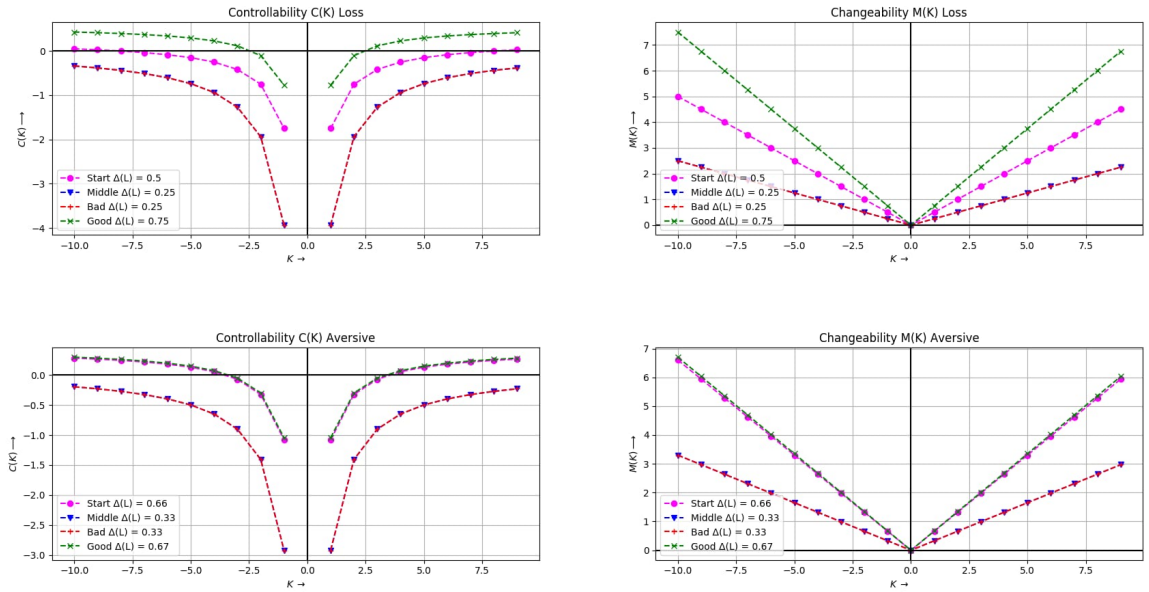 Controllability C(K) Loss
C(K) ⟶
0
−1
−2
−3
−4
Start Δ(L) = 0.5
Middle Δ(L) = 0.25
Bad Δ(L) = 0.25
Good Δ(L) = 0.75
−10.0 −7.5 −5.0 −2.5 0.0 2.5 5.0 7.5
K →
Changeability M(K) Loss
M(K) ⟶
7
6
5
4
3
2
1
0
Start Δ(L) = 0.5
Middle Δ(L) = 0.25
Bad Δ(L) = 0.25
Good Δ(L) = 0.75
−10.0 −7.5 −5.0 −2.5 0.0 2.5 5.0 7.5
K →
Controllability C(K) Aversive
C(K) ⟶
0.0
−0.5
−1.0
−1.5
−2.0
−2.5
−3.0
Start Δ(L) = 0.66
Middle Δ(L) = 0.33
Bad Δ(L) = 0.33
Good Δ(L) = 0.67
−10.0 −7.5 −5.0 −2.5 0.0 2.5 5.0 7.5
K →
Changeability M(K) Aversive
M(K) ⟶
7
6
5
4
3
2
1
0
Start Δ(L) = 0.66
Middle Δ(L) = 0.33
Bad Δ(L) = 0.33
Good Δ(L) = 0.67
−10.0 −7.5 −5.0 −2.5 0.0 2.5 5.0 7.5
K →